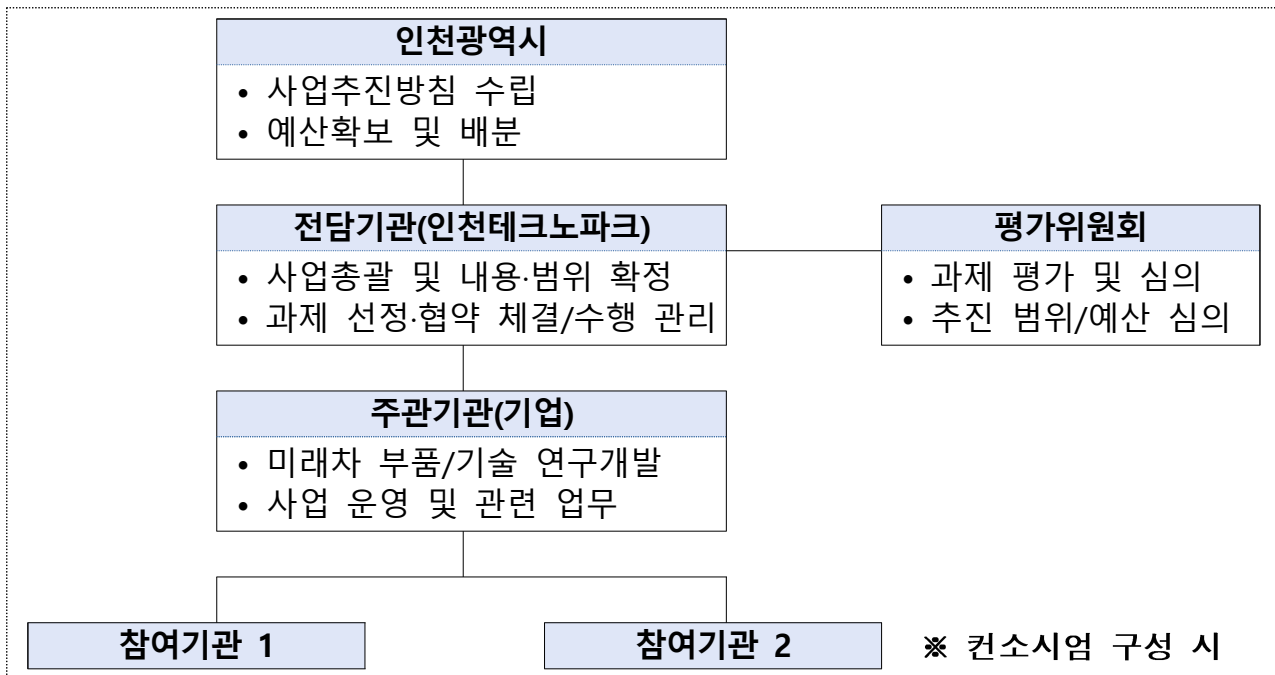 인천광역시
• 사업추진방침 수립
• 예산확보 및 배분
전담기관(인천테크노파크)
• 사업총괄 및 내용·범위 확정
• 과제 선정·협약 체결/수행 관리
평가위원회
• 과제 평가 및 심의
• 추진 범위/예산 심의
주관기관(기업)
• 미래차 부품/기술 연구개발
• 사업 운영 및 관련 업무
참여기관 1
참여기관 2
※ 컨소시엄 구성 시